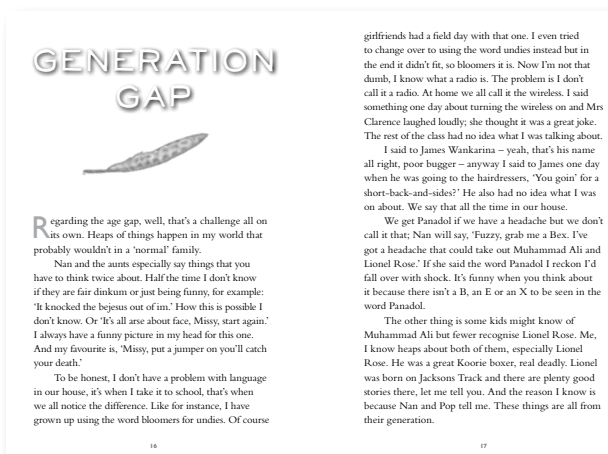 GENERATION
GAP
Regarding the age gap, well, that's a challenge all on
its own. Heaps of things happen in my world that
probably wouldn't in a 'normal' family.
Nan and the aunts especially say things that you
have to think twice about. Half the time I don't know
if they are fair dinkum or just being funny, for example:
'It knocked the bejesus out of im.' How this is possible I
don't know. Or 'It's all arse about face, Missy, start again.'
I always have a funny picture in my head for this one.
And my favourite is, 'Missy, put a jumper on you'll catch
your death.'
To be honest, I don't have a problem with language
in our house, it's when I take it to school, that's when
we all notice the difference. Like for instance, I have
grown up using the word bloomers for undies. Of course
16
girlfriends had a field day with that one. I even tried
to change over to using the word undies instead but in
the end it didn't fit, so bloomers it is. Now I'm not that
dumb, I know what a radio is. The problem is I don't
call it a radio. At home we all call it the wireless. I said
something one day about turning the wireless on and Mrs
Clarence laughed loudly; she thought it was a great joke.
The rest of the class had no idea what I was talking about.
I said to James Wankarina – yeah, that's his name
all right, poor bugger – anyway I said to James one day
when he was going to the hairdressers, 'You goin' for a
short-back-and-sides?' He also had no idea what I was
on about. We say that all the time in our house.
We get Panadol if we have a headache but we don't
call it that; Nan will say, 'Fuzzy, grab me a Bex. I've
got a headache that could take out Muhammad Ali and
Lionel Rose.' If she said the word Panadol I reckon I'd
fall over with shock. It's funny when you think about
it because there isn't a B, an E or an X to be seen in the
word Panadol.
The other thing is some kids might know of
Muhammad Ali but fewer recognise Lionel Rose. Me,
I know heaps about both of them, especially Lionel
Rose. He was a great Koorie boxer, real deadly. Lionel
was born on Jacksons Track and there are plenty good
stories there, let me tell you. And the reason I know is
because Nan and Pop tell me. These things are all from
their generation.
17